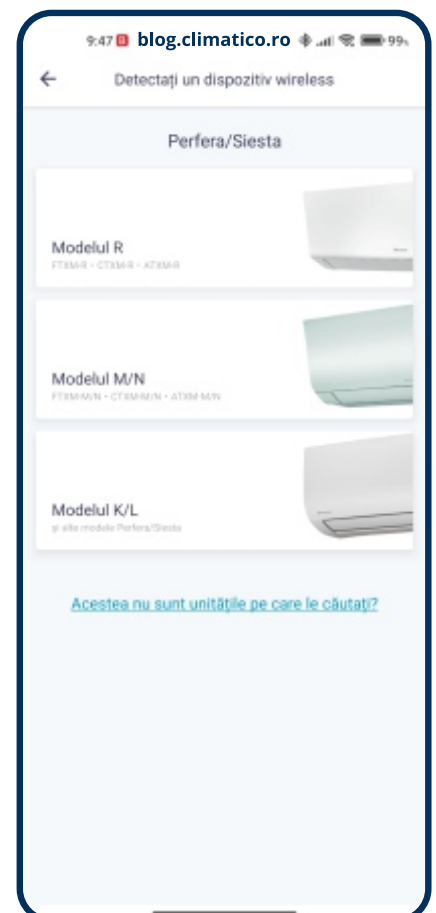 9:47 blog.climatico.ro 99
Detectați un dispozitiv wireless
Perfera/Siesta
Modelul R
FTXM-R • CTXM-R • ATXM-R
Modelul M/N
FTXM-M/N • CTXM-M/N • ATXM-M/N
Modelul K/L
și alte modele Perfera/Siesta
Acestea nu sunt unitățile pe care le căutați?